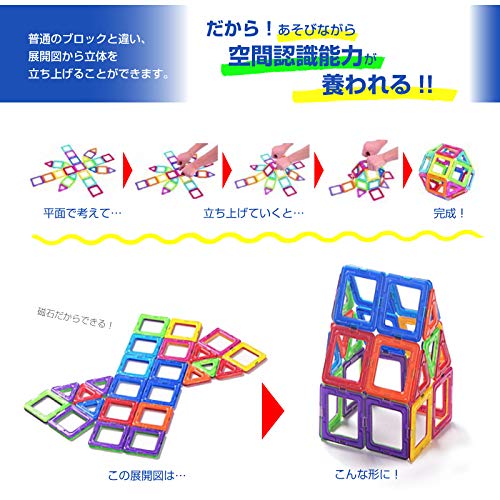 普通のブロックと違い、
展開図から立体を
立ち上げることができます。
だから！あそびながら
空間認識能力が
養われる!!
平面で考えて…
立ち上げていくと…
完成！
磁石だからできる！
この展開図は…
こんな形に！